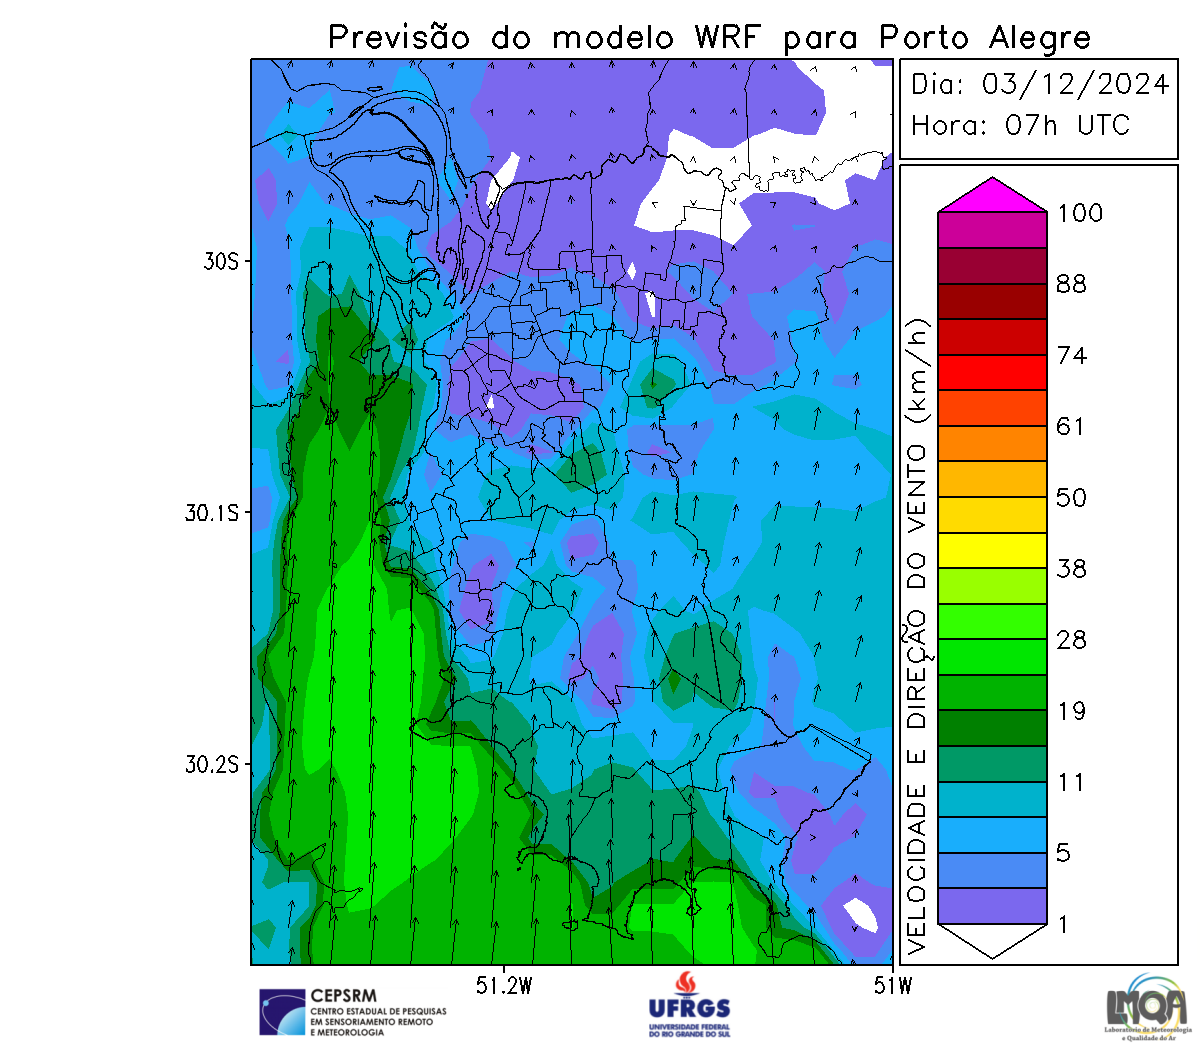 Previsão do modelo WRF para Porto Alegre
Dia: 03/12/2024
Hora: 07h UTC
30S
30.1S
30.2S
51.2W
51W
VELOCIDADE E DIREÇÃO DO VENTO (km/h)
100
88
74
61
50
38
28
19
11
5
1
CEPSRM
CENTRO ESTADUAL DE PESQUISAS
EM SENSORIAMENTO REMOTO
E METEOROLOGIA
UFRGS
UNIVERSIDADE FEDERAL
DO RIO GRANDE DO SUL
LMQA
Laboratório de Meteorologia
e Qualidade do Ar